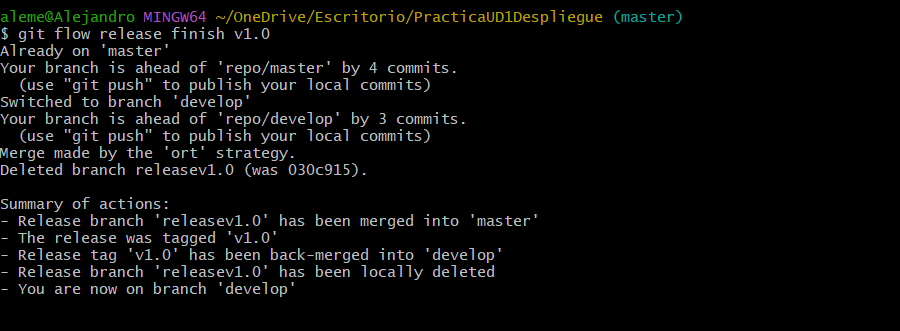 aleme@Alejandro MINGW64 ~/OneDrive/Escritorio/PracticaUD1Despliegue (master)
$ git flow release finish v1.0
Already on 'master'
Your branch is ahead of 'repo/master' by 4 commits.
  (use "git push" to publish your local commits)
Switched to branch 'develop'
Your branch is ahead of 'repo/develop' by 3 commits.
  (use "git push" to publish your local commits)
Merge made by the 'ort' strategy.
Deleted branch releasev1.0 (was 030c915).

Summary of actions:
- Release branch 'releasev1.0' has been merged into 'master'
- The release was tagged 'v1.0'
- Release tag 'v1.0' has been back-merged into 'develop'
- Release branch 'releasev1.0' has been locally deleted
- You are now on branch 'develop'